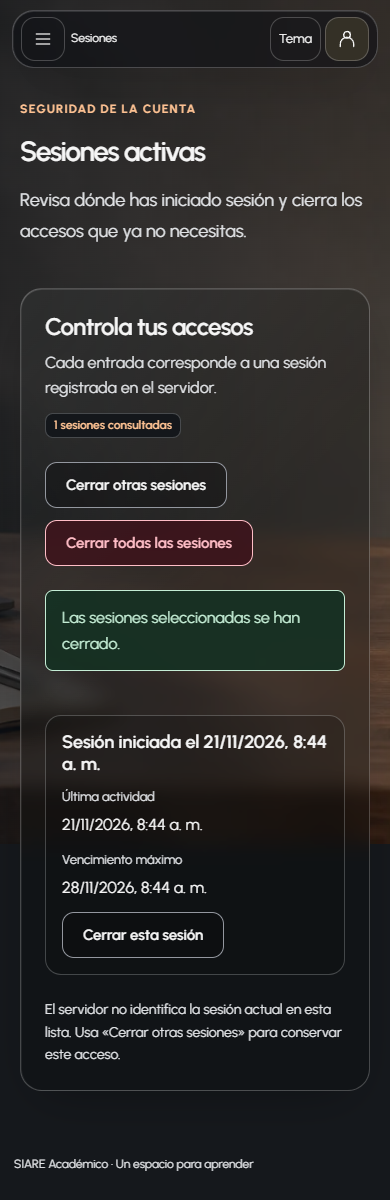 Sesiones
Tema
SEGURIDAD DE LA CUENTA
Sesiones activas
Revisa dónde has iniciado sesión y cierra los
accesos que ya no necesitas.
Controla tus accesos
Cada entrada corresponde a una sesión
registrada en el servidor.
1 sesiones consultadas
Cerrar otras sesiones
Cerrar todas las sesiones
Las sesiones seleccionadas se han
cerrado.
Sesión iniciada el 21/11/2026, 8:44
a. m.
Última actividad
21/11/2026, 8:44 a. m.
Vencimiento máximo
28/11/2026, 8:44 a. m.
Cerrar esta sesión
El servidor no identifica la sesión actual en esta
lista. Usa «Cerrar otras sesiones» para conservar
este acceso.
SIARE Académico · Un espacio para aprender